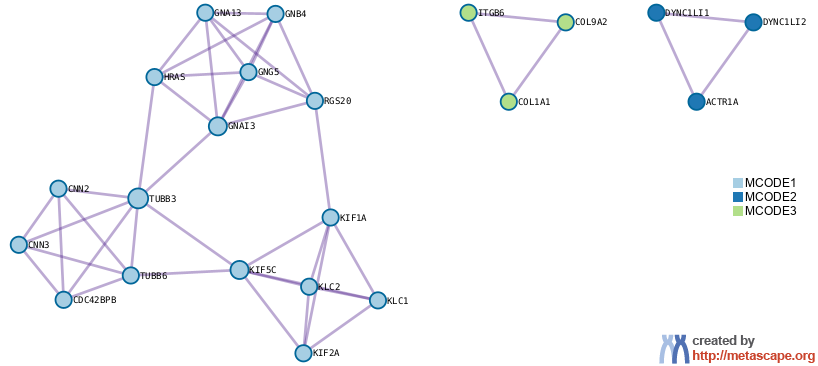 GNA13
GNB4
HRAS
GNG5
RGS20
GNAI3
CNN2
TUBB3
CNN3
KIF1A
TUBB6
KIF5C
CDC42BPB
KLC2
KLC1
KIF2A
ITGB6
COL9A2
COL1A1
DYNC1LI1
DYNC1LI2
ACTR1A
MCODE1
MCODE2
MCODE3
created by
http://metascape.org